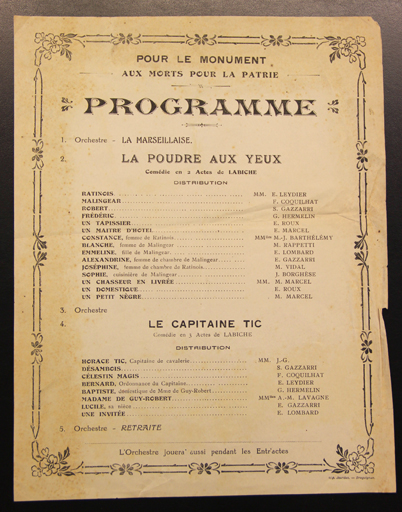 POUR LE MONUMENT
AUX MORTS POUR LA PATRIE
PROGRAMME
1. Orchestre - LA MARSEILLAISE.
2. LA POUDRE AUX YEUX
Comédie en 2 Actes de LABICHE
DISTRIBUTION
RATINOIS MM. E. LEYDIER
MALINGEAR F. COQUILHAT
ROBERT S. GAZZARRI
FRÉDÉRIC G. HERMELIN
UN TAPISSIER E. ROUX
UN MAITRE D'HOTEL E. MARCEL
CONSTANCE, femme de Ratinois MMmes M.-J. BARTHÉLÉMY
BLANCHE, femme de Malingear M. RAPPETTI
EMMELINE, fille de Malingear E. LOMBARD
ALEXANDRINE, femme de chambre de Malingear E. GAZZARRI
JOSÉPHINE, femme de chambre de Ratinois M. VIDAL
SOPHIE, cuisinière de Malingear J. BORGHÈSE
UN CHASSEUR EN LIVRÉE MM. M. MARCEL
UN DOMESTIQUE E. ROUX
UN PETIT NÈGRE M. MARCEL
3. Orchestre
4. LE CAPITAINE TIC
Comédie en 3 Actes de LABICHE
DISTRIBUTION
HORACE TIC, Capitaine de cavalerie MM. J.-G.
DÉSAMBOIS S. GAZZARRI
CÉLESTIN MAGIS F. COQUILHAT
BERNARD, Ordonnance du Capitaine E. LEYDIER
BAPTISTE, domestique de Mme de Guy-Robert G. HERMELIN
MADAME DE GUY-ROBERT MMmes A.-M. LAVAGNE
LUCILE, sa nièce E. GAZZARRI
UNE INVITÉE E. LOMBARD
5. Orchestre - RETRAITE
L'Orchestre jouera aussi pendant les Entr'actes